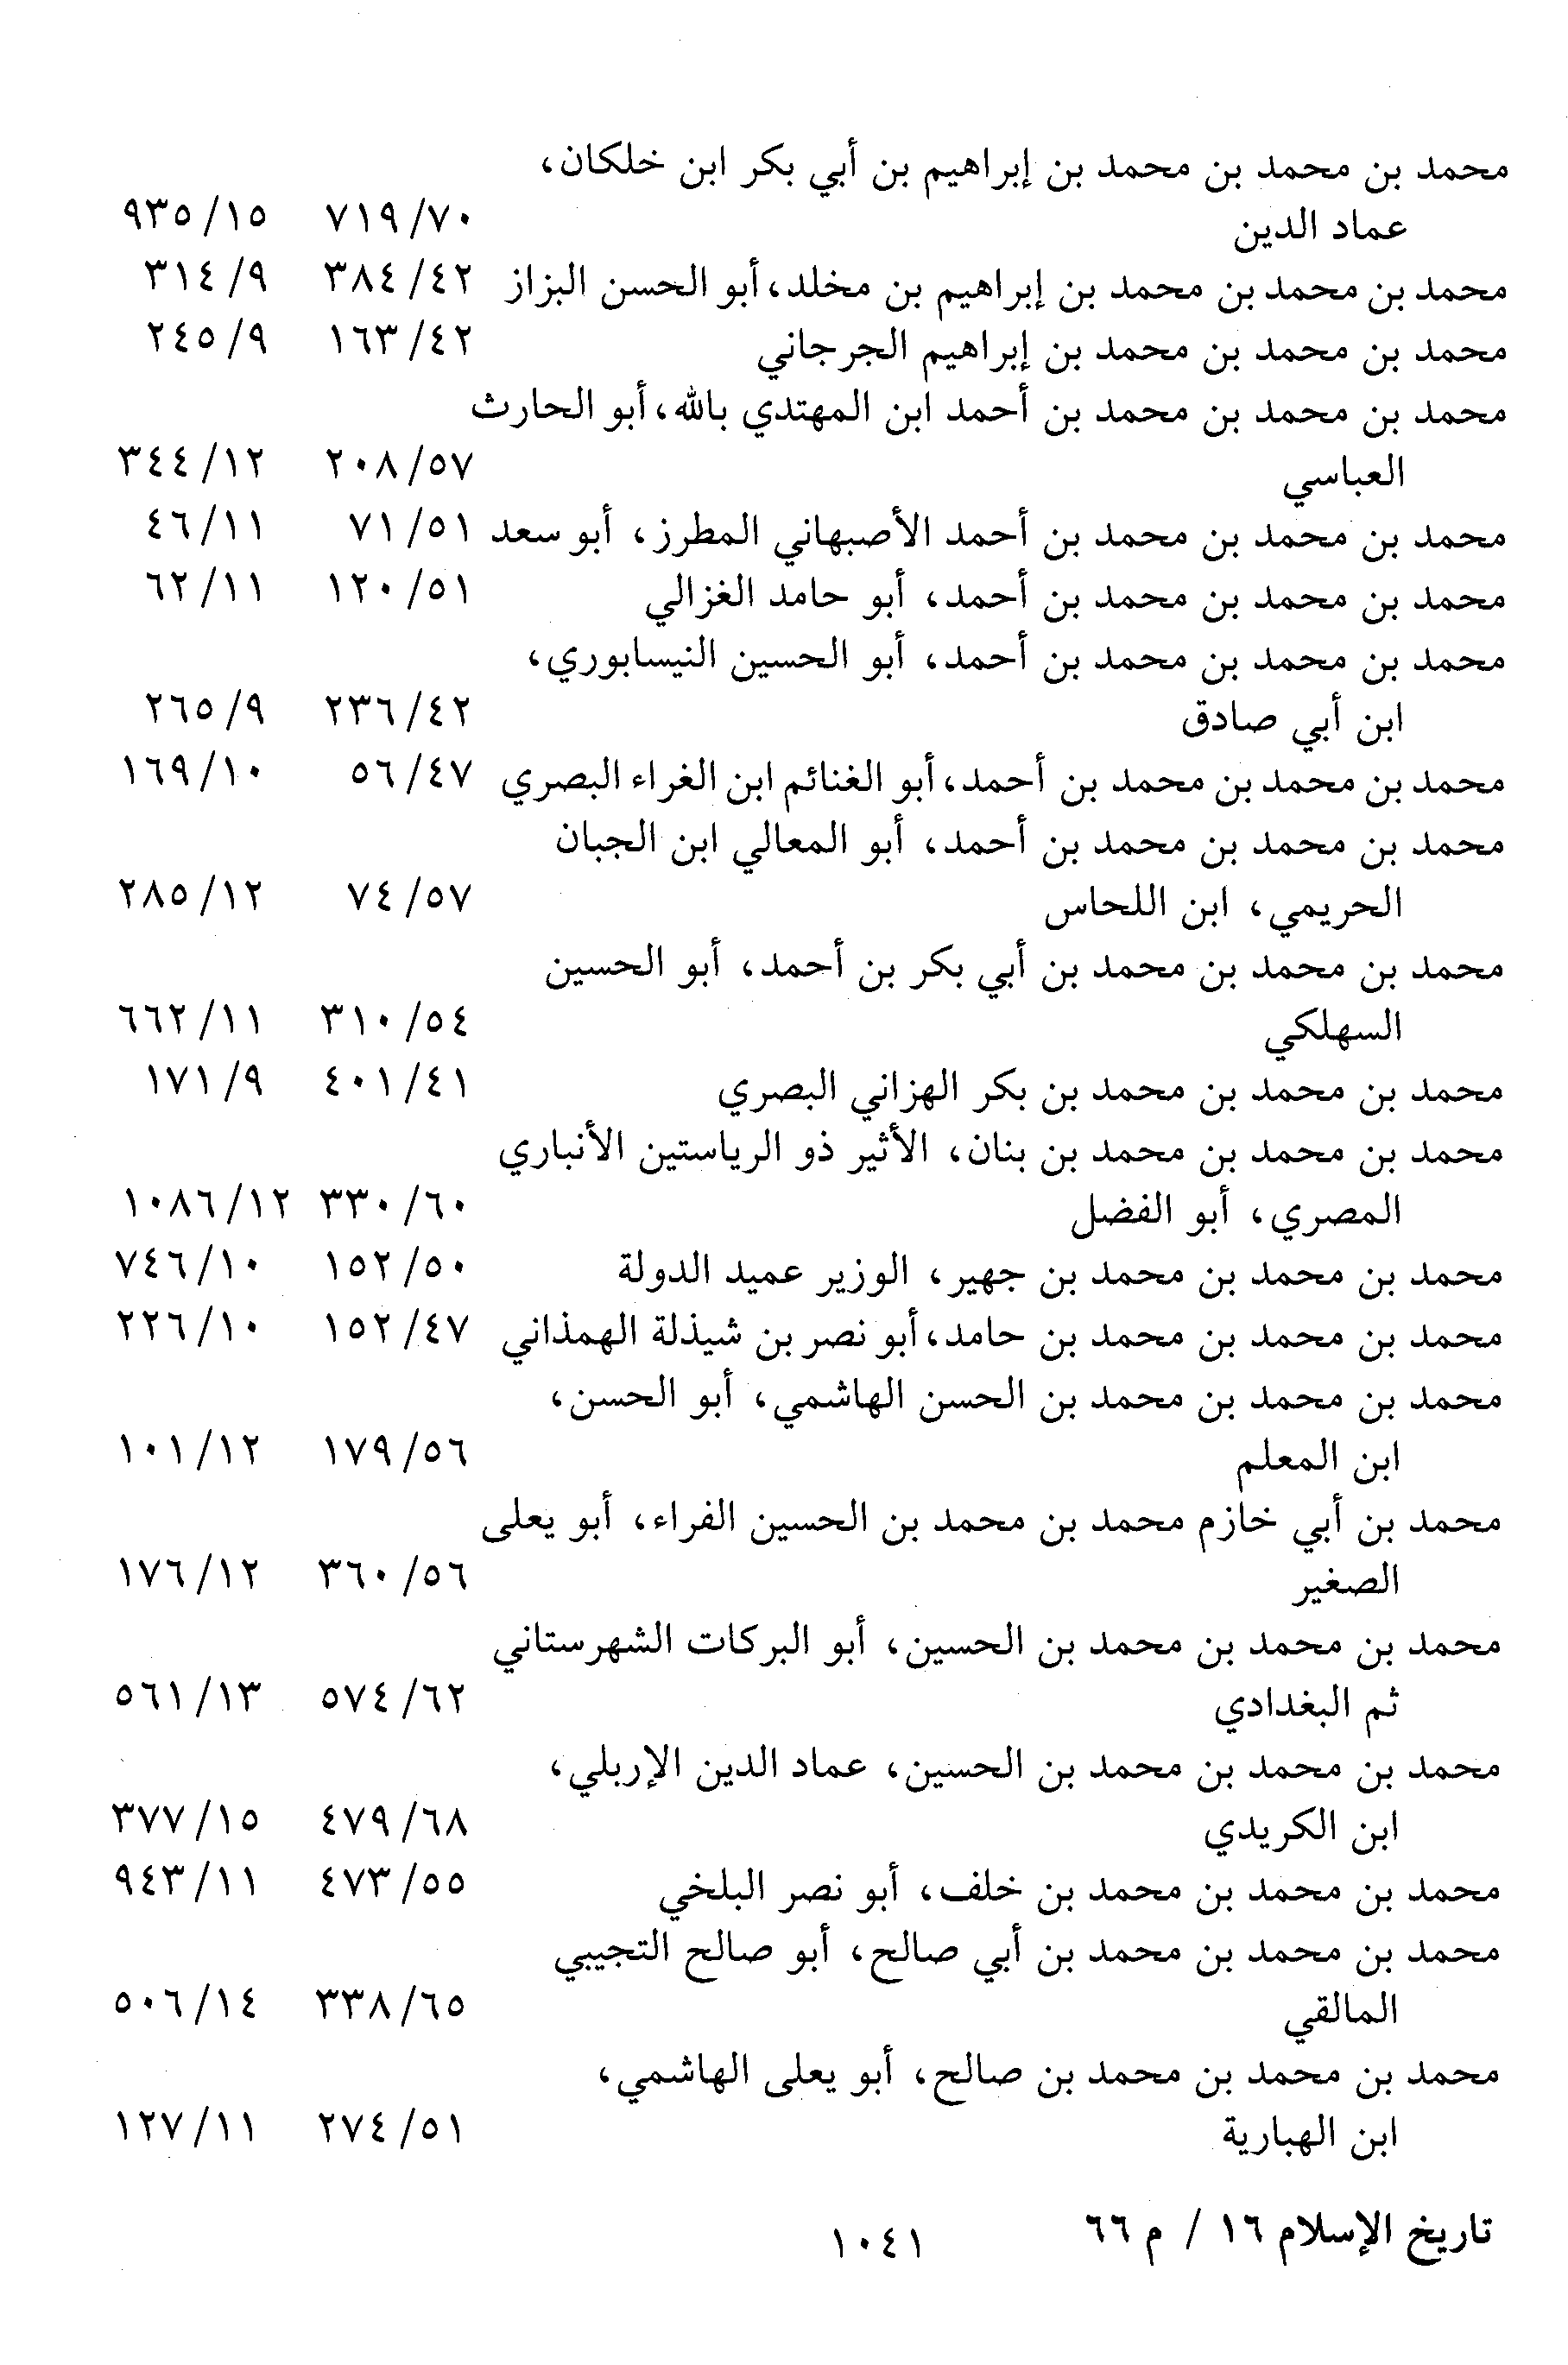 محمد بن محمد بن محمد بن إبراهيم بن أبي بكر ابن خلكان،
عماد الدين ٧١٩/٧٠ ٩٣٥/١٥
محمد بن محمد بن محمد بن إبراهيم بن مخلد، أبو الحسن البزاز ٣٨٤/٤٢ ٣١٤/٩
محمد بن محمد بن محمد بن إبراهيم الجرجاني ١٦٣/٤٢ ٢٤٥/٩
محمد بن محمد بن محمد بن أحمد ابن المهتدي بالله، أبو الحارث
العباسي ٢٠٨/٥٧ ٣٤٤/١٢
محمد بن محمد بن محمد بن أحمد الأصبهاني المطرز، أبو سعد ٧١/٥١ ٤٦/١١
محمد بن محمد بن محمد بن أحمد، أبو حامد الغزالي ١٢٠/٥١ ٦٢/١١
محمد بن محمد بن محمد بن أحمد، أبو الحسين النيسابوري،
ابن أبي صادق ٢٣٦/٤٢ ٢٦٥/٩
محمد بن محمد بن محمد بن أحمد، أبو الغنائم ابن الغراء البصري ٥٦/٤٧ ١٦٩/١٠
محمد بن محمد بن محمد بن أحمد، أبو المعالي ابن الجبان
الحريمي، ابن اللحاس ٧٤/٥٧ ٢٨٥/١٢
محمد بن محمد بن محمد بن أبي بكر بن أحمد، أبو الحسين
السهلكي ٣١٠/٥٤ ٦٦٢/١١
محمد بن محمد بن محمد بن بكر الهزاني البصري ٤٠١/٤١ ١٧١/٩
محمد بن محمد بن محمد بن بنان، الأثير ذو الرياستين الأنباري
المصري، أبو الفضل ٣٣٠/٦٠ ١٠٨٦/١٢
محمد بن محمد بن محمد بن جهير، الوزير عميد الدولة ١٥٢/٥٠ ٧٤٦/١٠
محمد بن محمد بن محمد بن حامد، أبو نصر بن شيذلة الهمذاني ١٥٢/٤٧ ٢٢٦/١٠
محمد بن محمد بن محمد بن الحسن الهاشمي، أبو الحسن،
ابن المعلم ١٧٩/٥٦ ١٠١/١٢
محمد بن أبي خازم محمد بن محمد بن الحسين الفراء، أبو يعلى
الصغير ٣٦٠/٥٦ ١٧٦/١٢
محمد بن محمد بن محمد بن الحسين، أبو البركات الشهرستاني
ثم البغدادي ٥٧٤/٦٢ ٥٦١/١٣
محمد بن محمد بن محمد بن الحسين، عماد الدين الإربلي،
ابن الكريدي ٤٧٩/٦٨ ٣٧٧/١٥
محمد بن محمد بن محمد بن خلف، أبو نصر البلخي ٤٧٣/٥٥ ٩٤٣/١١
محمد بن محمد بن محمد بن أبي صالح، أبو صالح التجيبي
المالقي ٣٣٨/٦٥ ٥٠٦/١٤
محمد بن محمد بن محمد بن صالح، أبو يعلى الهاشمي،
ابن الهبارية ٢٧٤/٥١ ١٢٧/١١
تاريخ الإسلام ١٦ / م ٦٦
١٠٤١